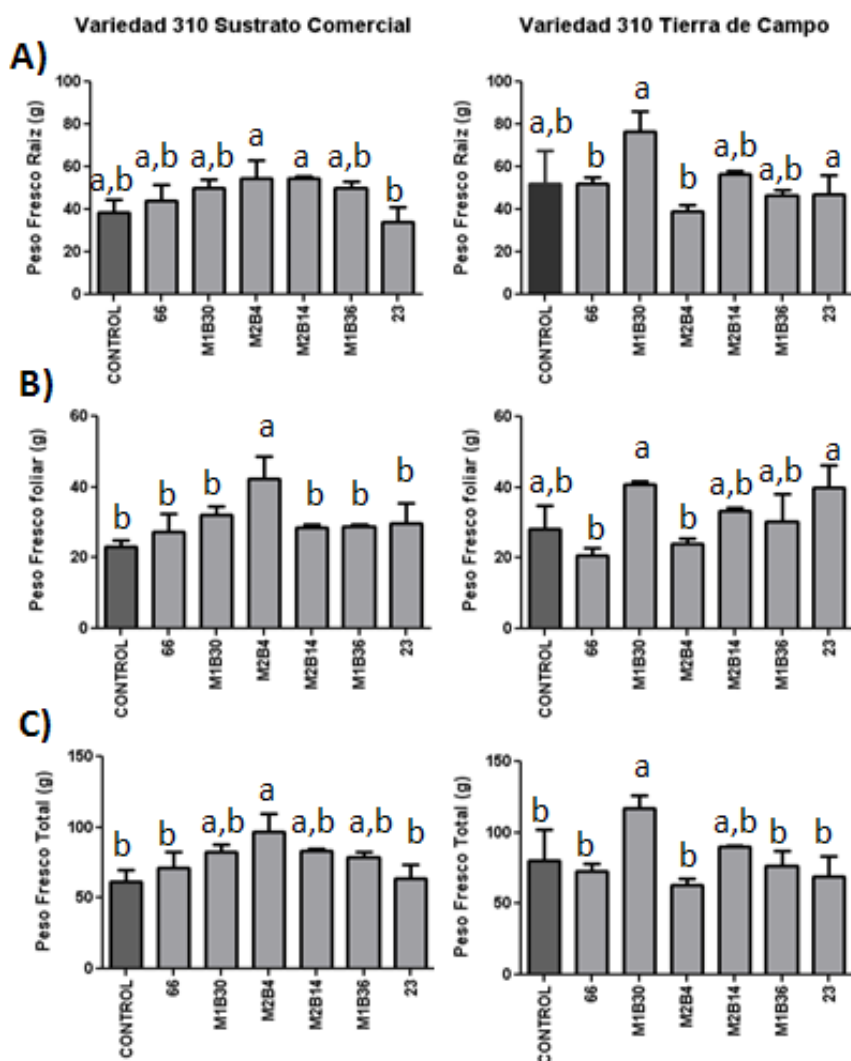 Variedad 310 Sustrato Comercial
Variedad 310 Tierra de Campo
A)
Peso Fresco Raiz (g)
100
80
60
40
20
0
a,b
a,b
a,b
a
a
a,b
b
CONTROL
66
M1B30
M2B4
M2B14
M1B36
23
Peso Fresco Raiz (g)
100
80
60
40
20
0
a,b
b
a
b
a,b
a,b
a
CONTROL
66
M1B30
M2B4
M2B14
M1B36
23
B)
Peso Fresco foliar (g)
60
40
20
0
b
b
b
a
b
b
b
CONTROL
66
M1B30
M2B4
M2B14
M1B36
23
Peso Fresco foliar (g)
60
40
20
0
a,b
b
a
b
a,b
a,b
a
CONTROL
66
M1B30
M2B4
M2B14
M1B36
23
C)
Peso Fresco Total (g)
150
100
50
0
b
b
a,b
a
a,b
a,b
b
CONTROL
66
M1B30
M2B4
M2B14
M1B36
23
Peso Fresco Total (g)
150
100
50
0
b
b
a
b
a,b
b
b
CONTROL
66
M1B30
M2B4
M2B14
M1B36
23